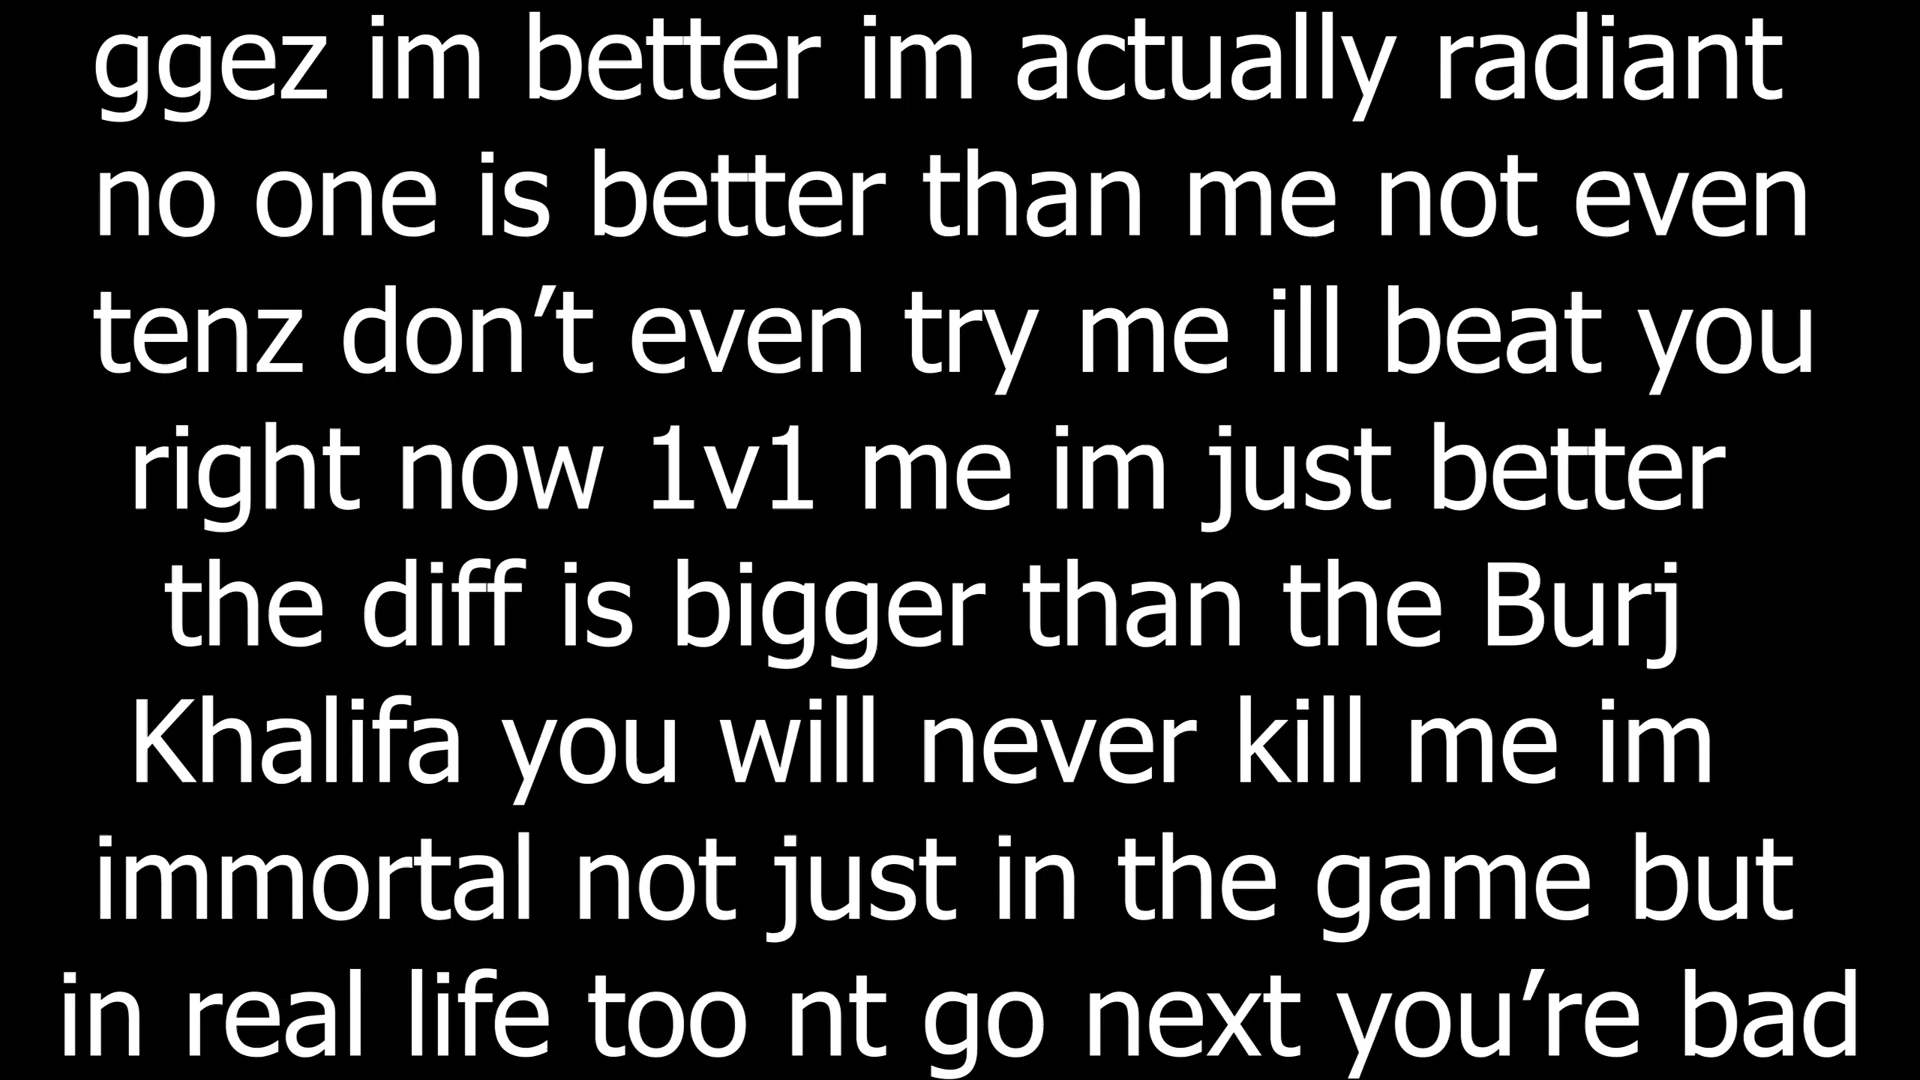 ggez im better im actually radiant
no one is better than me not even
tenz don’t even try me ill beat you
right now 1v1 me im just better
the diff is bigger than the Burj
Khalifa you will never kill me im
immortal not just in the game but
in real life too nt go next you’re bad